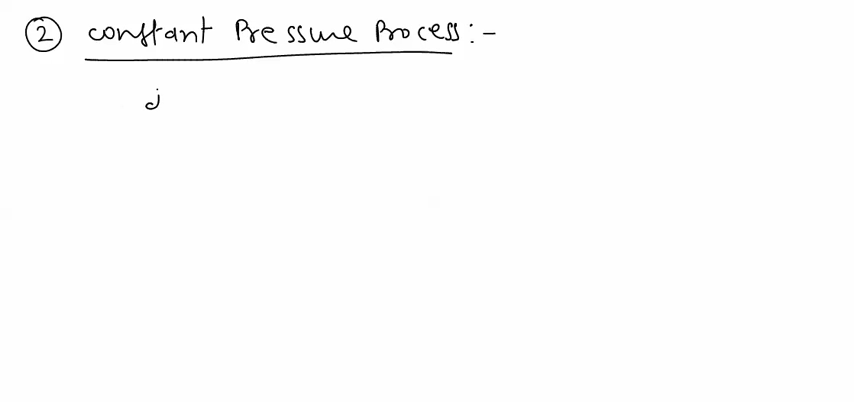 ② constant Pressure Process:-